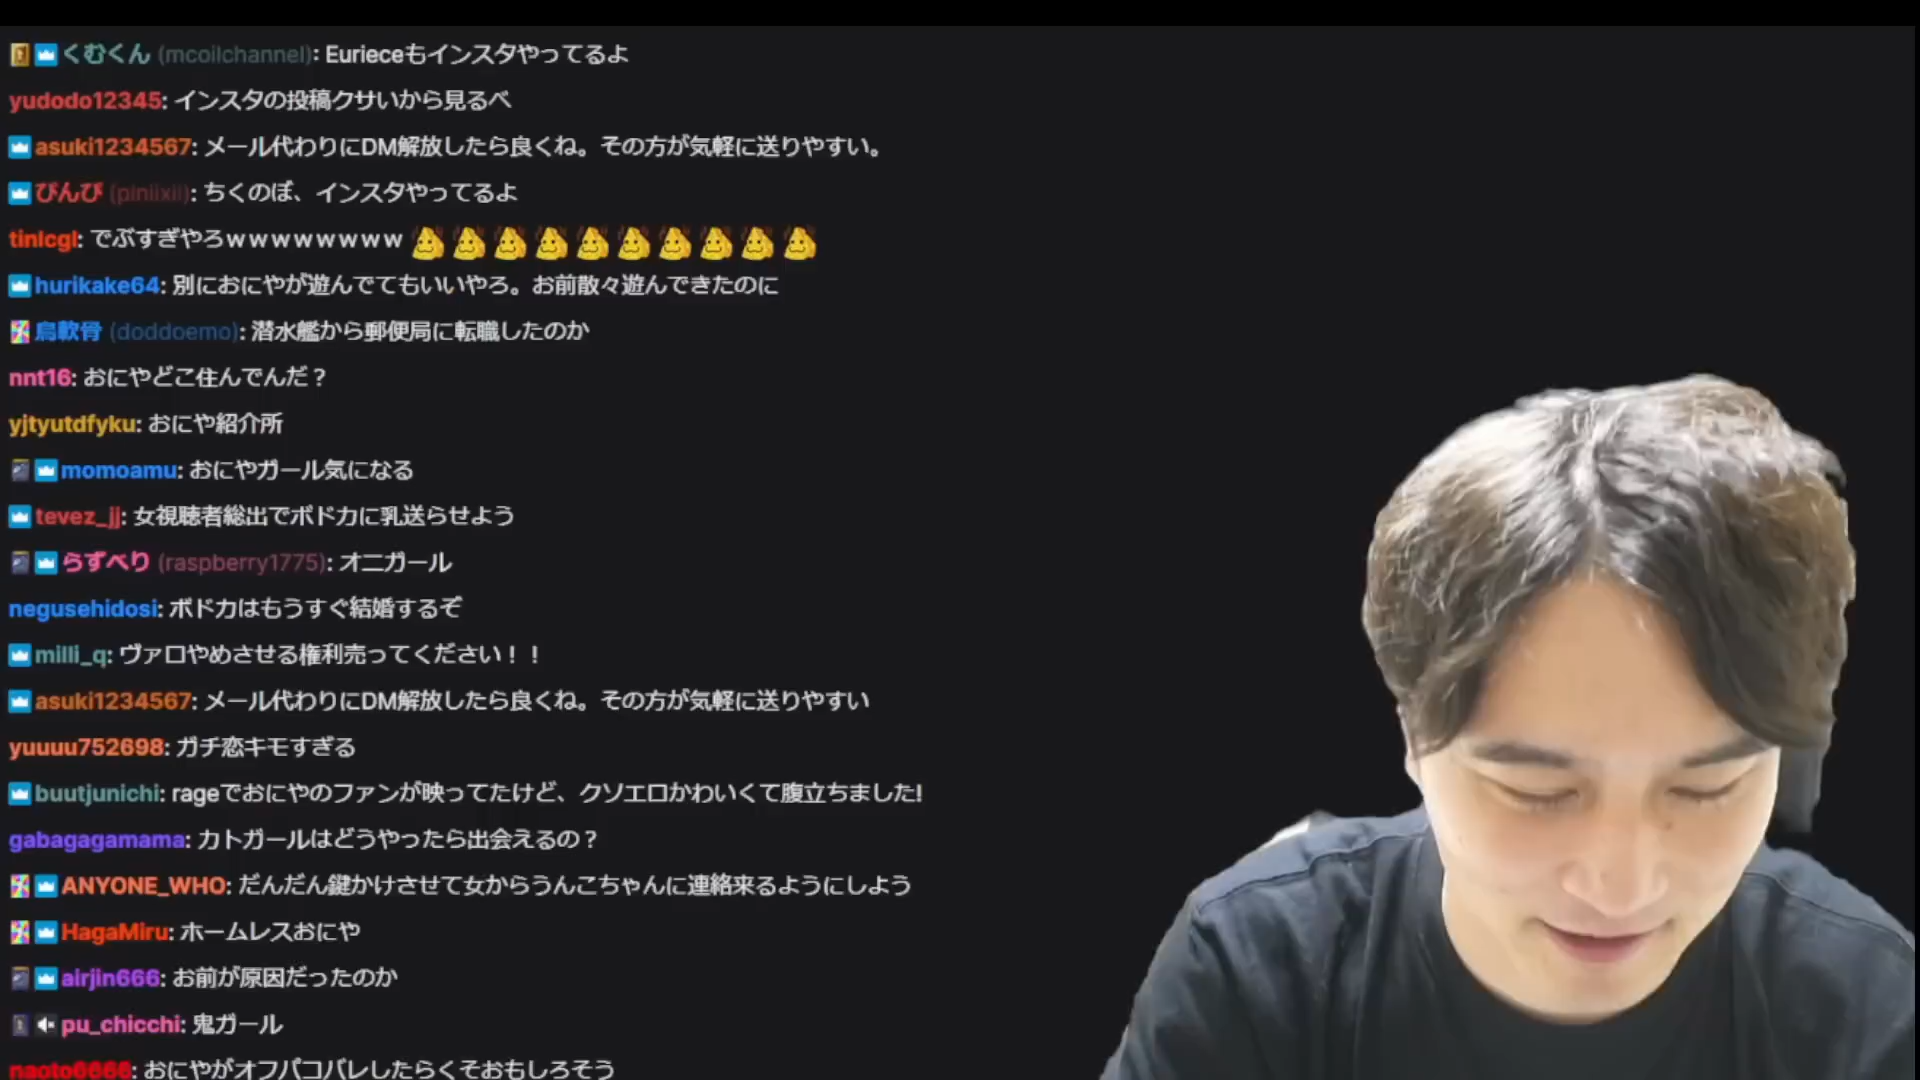 くむくん (mcoilchannel): Eurieceもインスタやってるよ
yudodo12345: インスタの投稿クサいから見るべ
asuki1234567: メール代わりにDM解放したら良くね。その方が気軽に送りやすい。
ぴんぴ (piniixii): ちくのぼ、インスタやってるよ
tinlcgl: でぶすぎやろwwwwwwww
hurikake64: 別におにやが遊んでてもいいやろ。お前散々遊んできたのに
鳥軟骨 (doddoemo): 潜水艦から郵便局に転職したのか
nnt16: おにやどこ住んでんだ？
yjtyutdfyku: おにや紹介所
momoamu: おにやガール気になる
tevez_jj: 女視聴者総出でボドカに乳送らせよう
らずべり (raspberry1775): オニガール
negusehidosi: ボドカはもうすぐ結婚するぞ
milli_q: ヴァロやめさせる権利売ってください！！
asuki1234567: メール代わりにDM解放したら良くね。その方が気軽に送りやすい
yuuuu752698: ガチ恋キモすぎる
buutjunichi: rageでおにやのファンが映ってたけど、クソエロかわいくて腹立ちました!
gabagagamama: カトガールはどうやったら出会えるの？
ANYONE_WHO: だんだん鍵かけさせて女からうんこちゃんに連絡来るようにしよう
HagaMiru: ホームレスおにや
airjin666: お前が原因だったのか
pu_chicchi: 鬼ガール
naoto6666: おにやがオフパコバレしたらくそおもしろそう